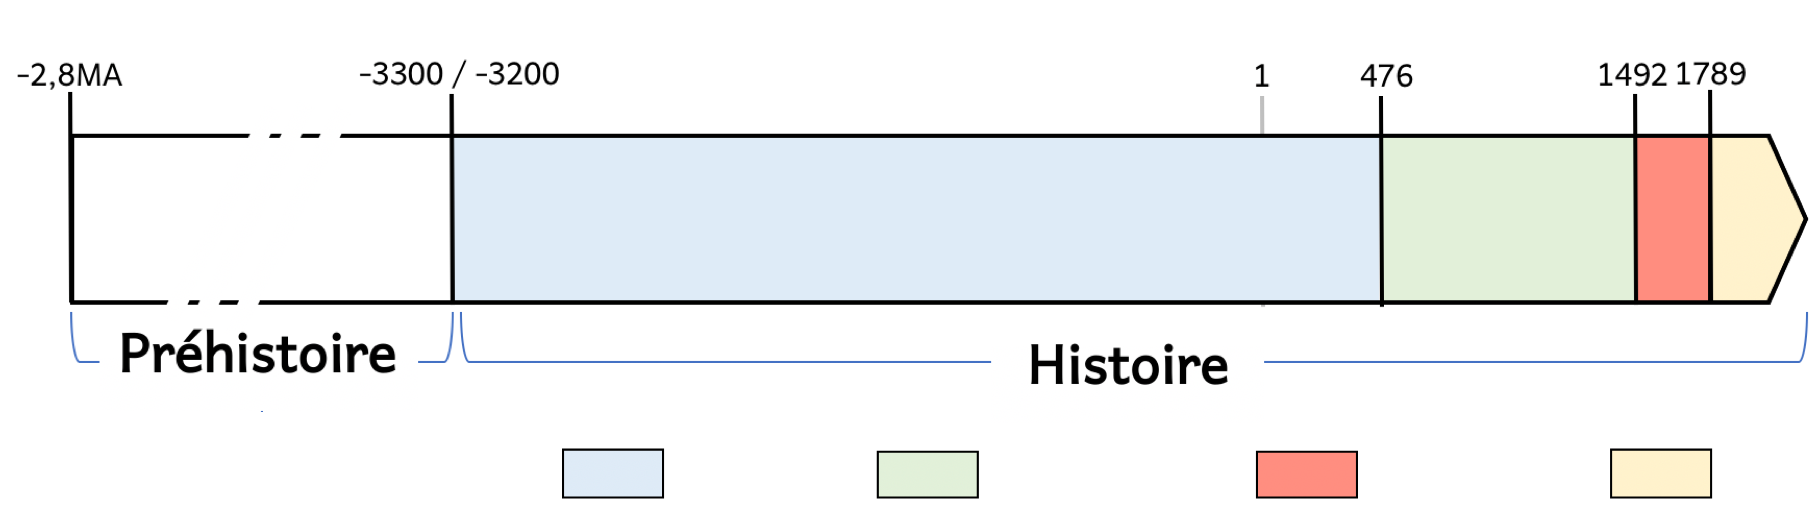 -2,8MA
-3300 / -3200
1
476
1492
1789
Préhistoire
Histoire